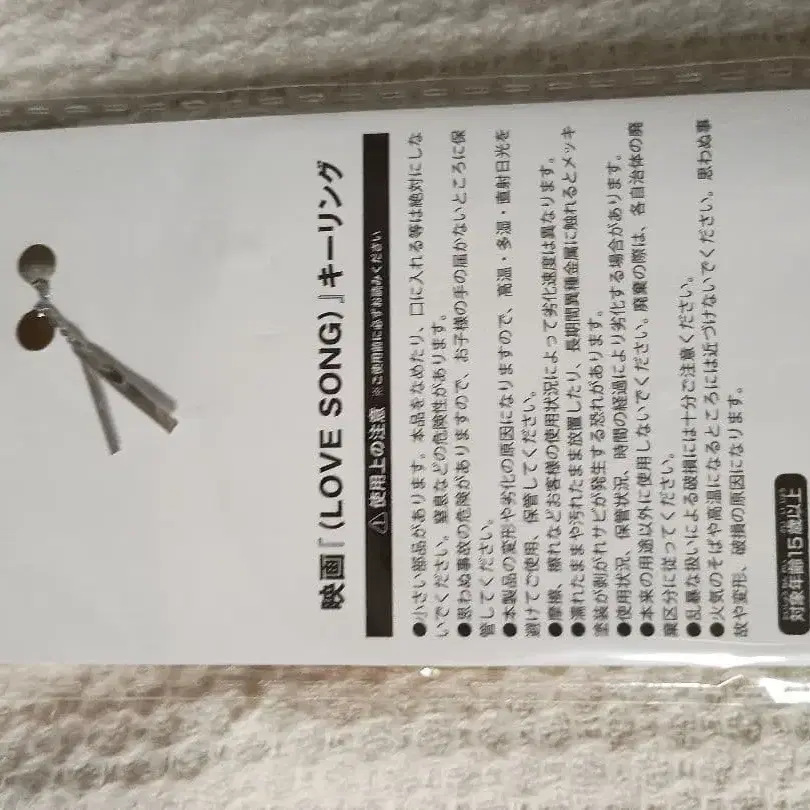 映画『(LOVE SONG)』キーリング
⚠使用上の注意 ※ご使用前に必ずお読みください
●小さい部品があります。本品をなめたり、口に入れる等は絶対にしな
いでください。窒息などの危険性があります。
●思わぬ事故の危険がありますので、お子様の手の届かないところに保
管してください。
●本製品の変形や劣化の原因になりますので、高温・多湿・直射日光を
避けてご使用、保管してください。
●摩擦、擦れなどお客様の使用状況によって劣化速度は異なります。
●濡れたままや汚れたまま放置したり、長期間異種金属に触れるとメッキ
塗装が剥がれサビが発生する恐れがあります。
●使用状況、保管状況、時間の経過により劣化する場合があります。
●本来の用途以外に使用しないでください。廃棄の際は、各自治体の廃
棄区分に従ってください。
●乱暴な扱いによる破損には十分ご注意ください。
●火気のそばや高温になるところには近づけないでください。思わぬ事
故や変形、破損の原因になります。
対象年齢15歳以上